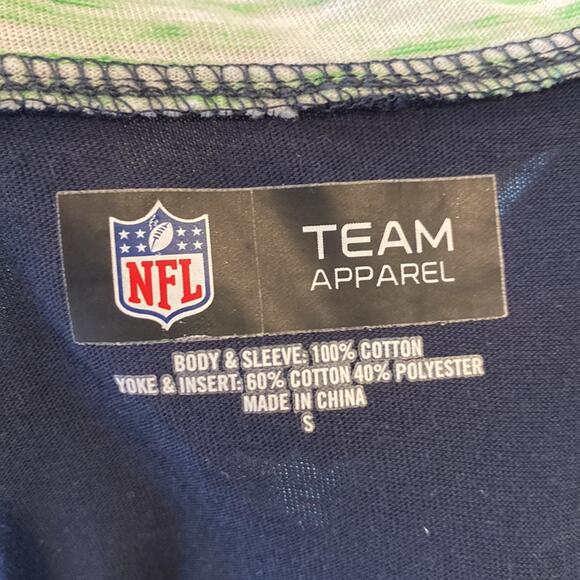 NFL
TEAM
APPAREL
BODY & SLEEVE: 100% COTTON
YOKE & INSERT: 60% COTTON 40% POLYESTER
MADE IN CHINA
S